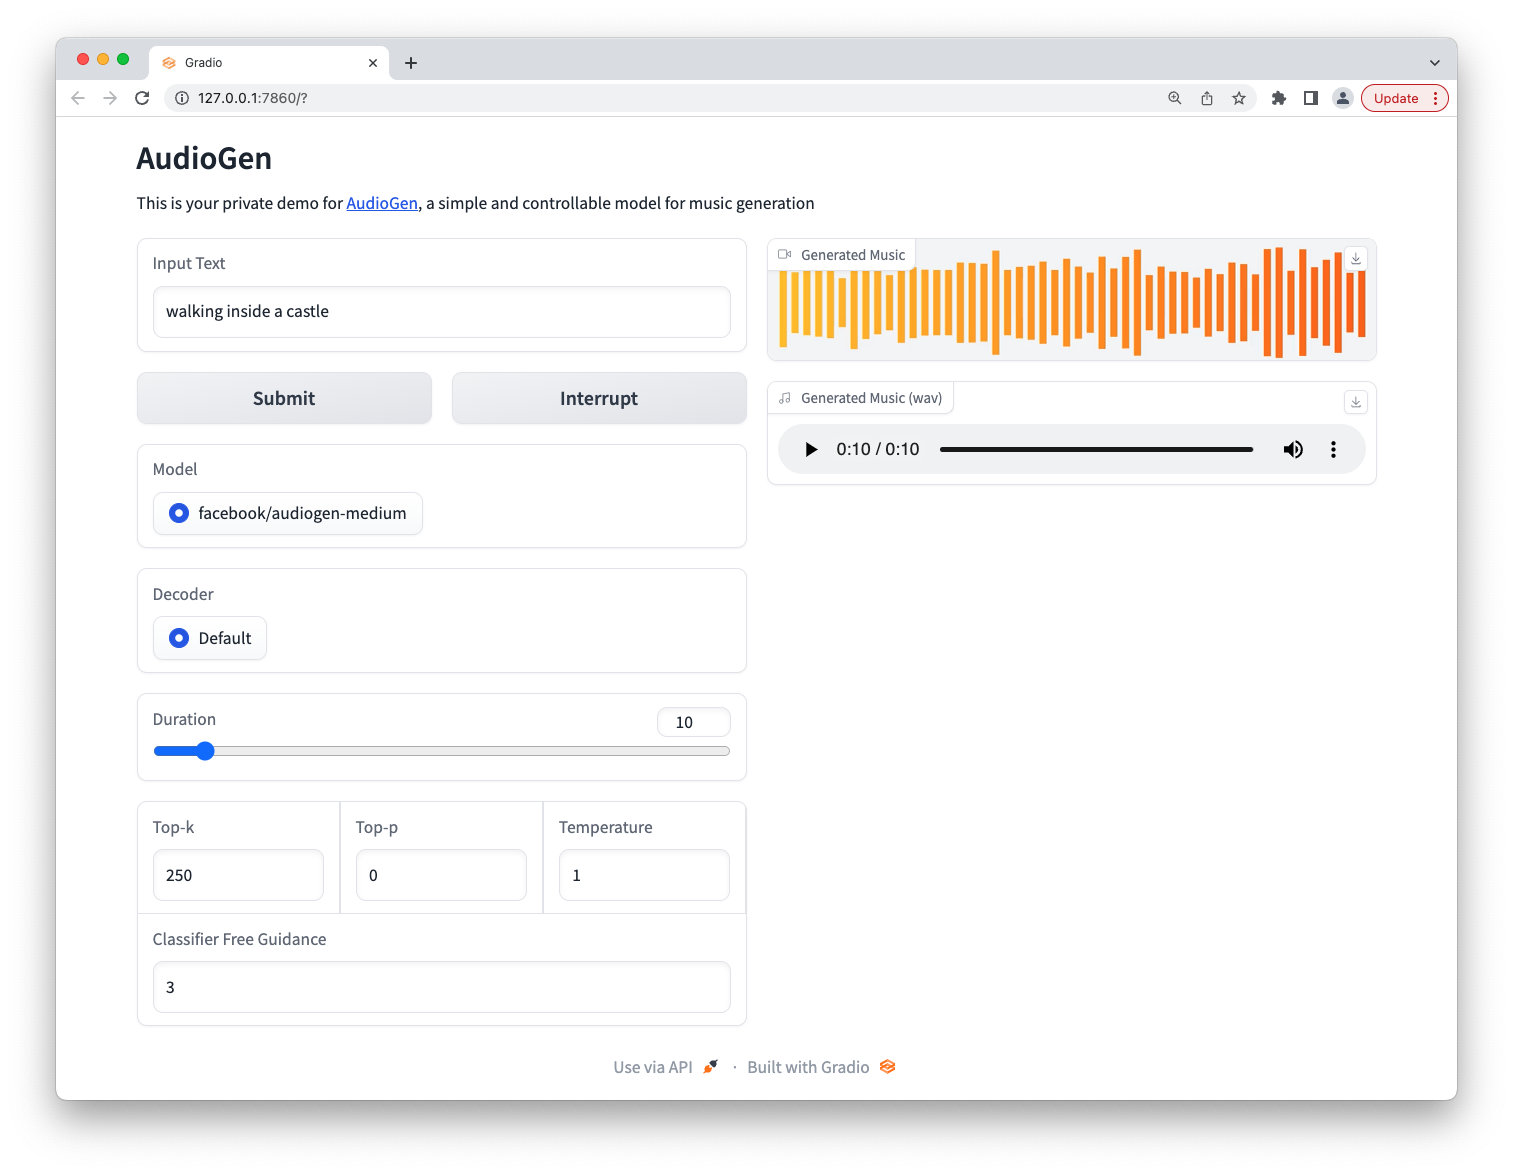 Gradio
127.0.0.1:7860/?
Update
AudioGen
This is your private demo for AudioGen, a simple and controllable model for music generation
Input Text
walking inside a castle
Submit
Interrupt
Model
facebook/audiogen-medium
Decoder
Default
Duration
10
Top-k
250
Top-p
0
Temperature
1
Classifier Free Guidance
3
Generated Music
Generated Music (wav)
0:10 / 0:10
Use via API · Built with Gradio